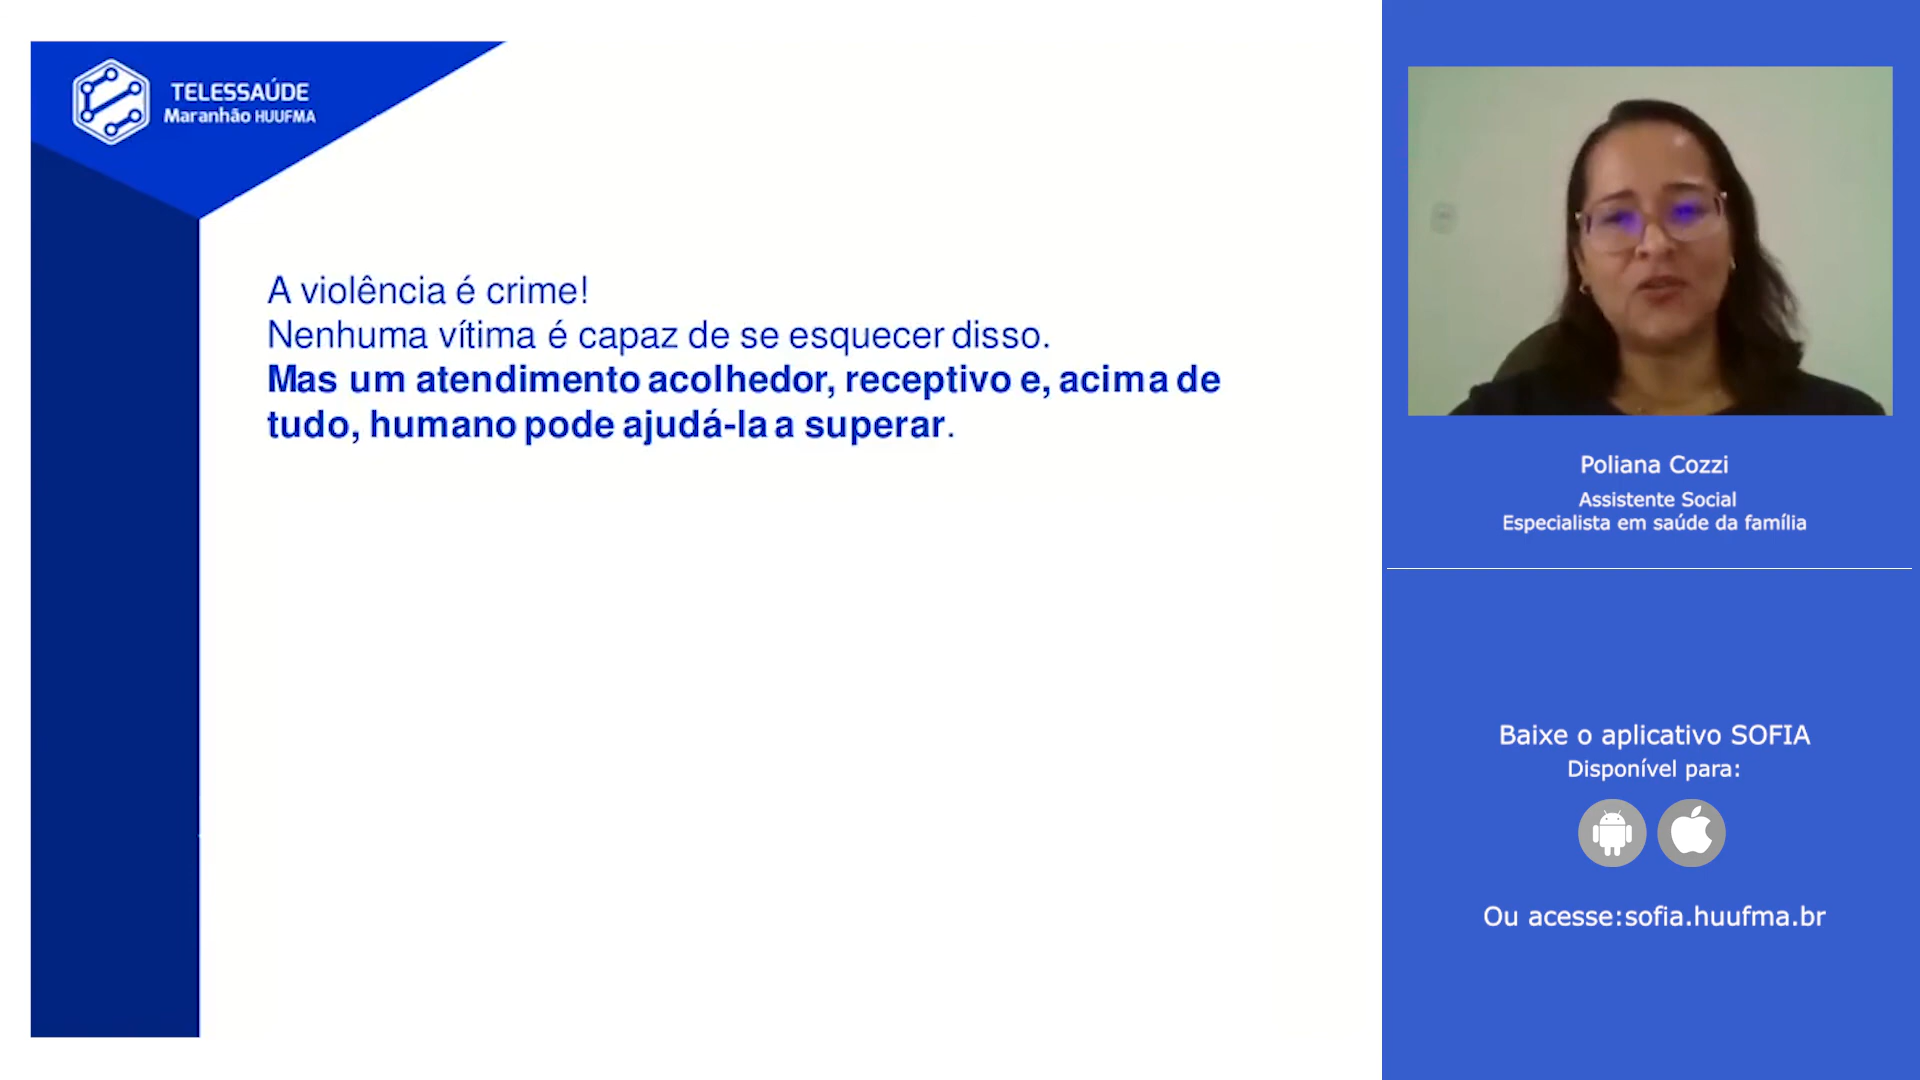 TELESSAÚDE
Maranhão HUUFMA
A violência é crime!
Nenhuma vítima é capaz de se esquecer disso.
Mas um atendimento acolhedor, receptivo e, acima de
tudo, humano pode ajudá-la a superar.
Poliana Cozzi
Assistente Social
Especialista em saúde da família
Baixe o aplicativo SOFIA
Disponível para:
Ou acesse:sofia.huufma.br